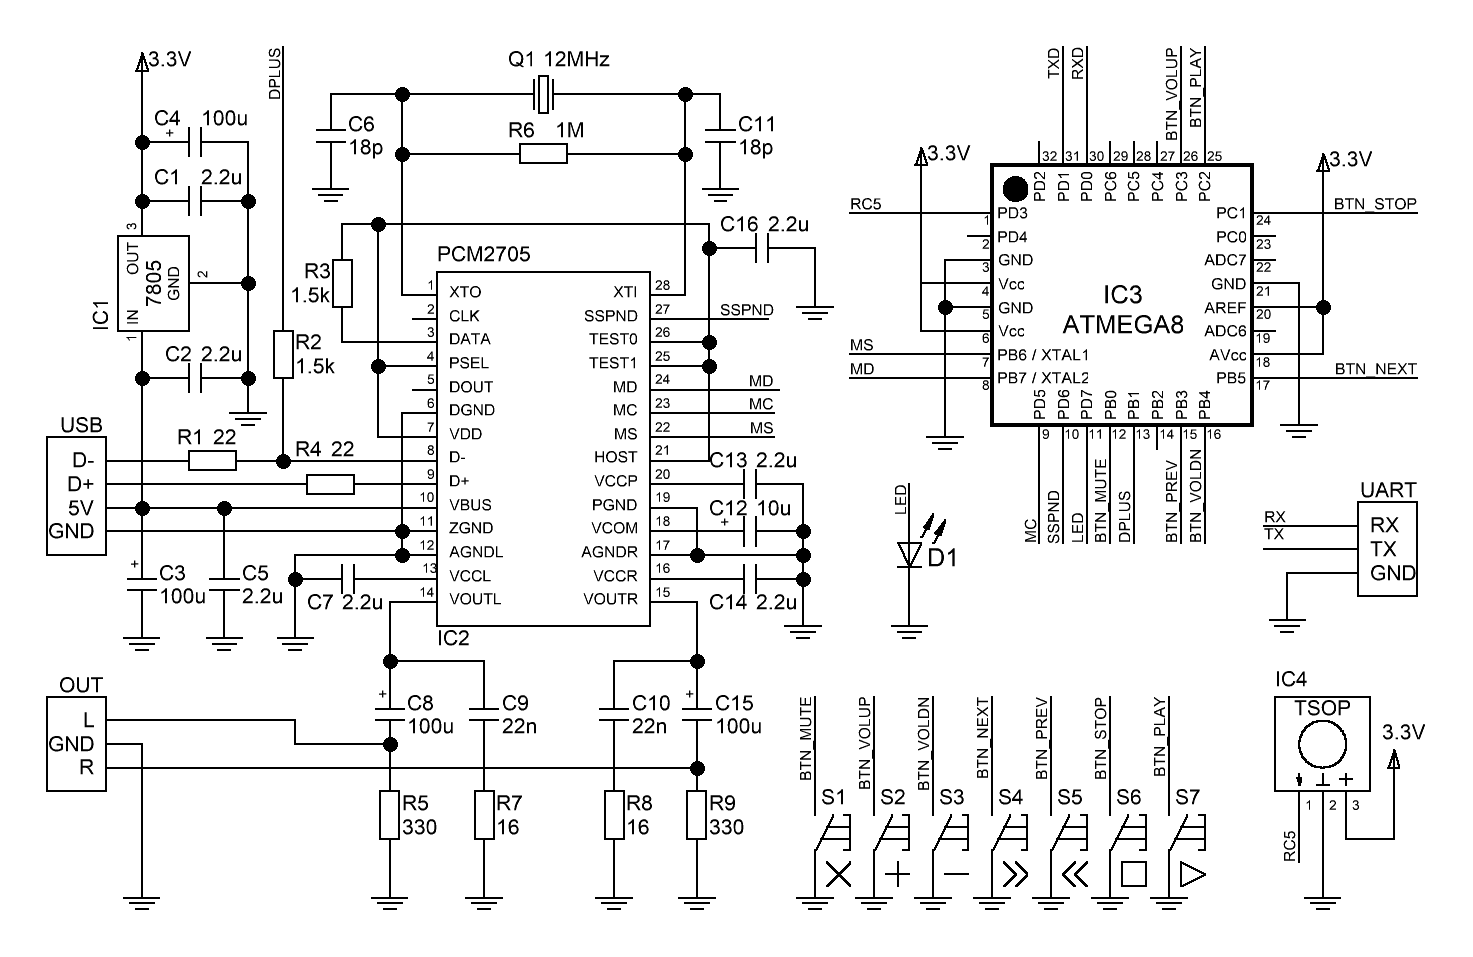 3.3V
DPLUS
C4 100u
+
C1 2.2u
3
OUT
7805
GND
2
IN
1
IC1
C2 2.2u
R3
1.5k
R2
1.5k
USB
D-
D+
5V
GND
R1 22
R4 22
+
C3
100u
C5
2.2u
C7 2.2u
Q1 12MHz
C6
18p
R6 1M
C11
18p
C16 2.2u
PCM2705
1 XTO
2 CLK
3 DATA
4 PSEL
5 DOUT
6 DGND
7 VDD
8 D-
9 D+
10 VBUS
11 ZGND
12 AGNDL
13 VCCL
14 VOUTL
XTI 28
SSPND 27 SSPND
TEST0 26
TEST1 25
MD 24 MD
MC 23 MC
MS 22 MS
HOST 21
VCCP 20
PGND 19
VCOM 18
AGNDR 17
VCCR 16
VOUTR 15
IC2
C13 2.2u
C12 10u
+
C14 2.2u
OUT
L
GND
R
+
C8
100u
C9
22n
C10
22n
+
C15
100u
R5
330
R7
16
R8
16
R9
330
TXD
RXD
BTN_VOLUP
BTN_PLAY
3.3V
3.3V
32 31 30 29 28 27 26 25
PD2 PD1 PD0 PC6 PC5 PC4 PC3 PC2
RC5
MS
MD
PD3 1
PD4 2
GND 3
Vcc 4
GND 5
Vcc 6
PB6 / XTAL1 7
PB7 / XTAL2 8
IC3
ATMEGA8
PC1 24
PC0 23
ADC7 22
GND 21
AREF 20
ADC6 19
AVcc 18
PB5 17
BTN_STOP
BTN_NEXT
PD5 PD6 PD7 PB0 PB1 PB2 PB3 PB4
9 10 11 12 13 14 15 16
MC
SSPND
LED
BTN_MUTE
DPLUS
BTN_PREV
BTN_VOLDN
LED
D1
UART
RX
TX
RX
TX
GND
BTN_MUTE
BTN_VOLUP
BTN_VOLDN
BTN_NEXT
BTN_PREV
BTN_STOP
BTN_PLAY
S1 S2 S3 S4 S5 S6 S7
IC4
TSOP
3.3V
1 2 3
RC5